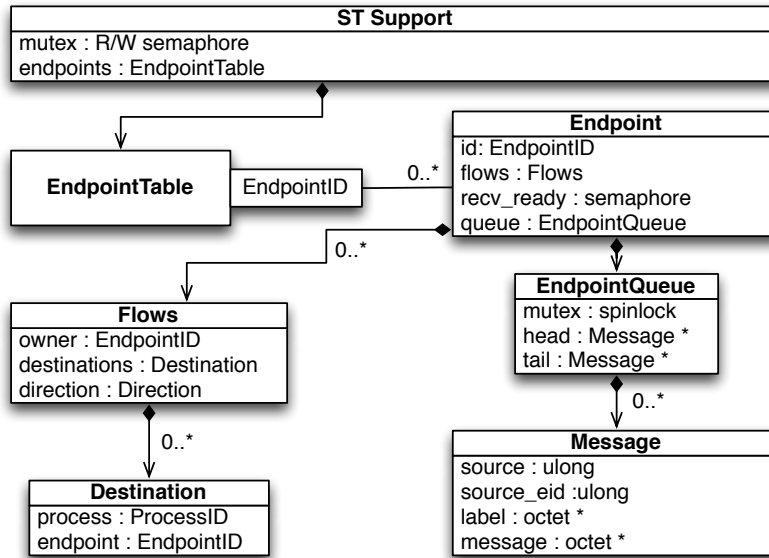 ST Support
mutex : R/W semaphore
endpoints : EndpointTable
EndpointTable
EndpointID
0..*
Endpoint
id: EndpointID
flows : Flows
recv_ready : semaphore
queue : EndpointQueue
0..*
Flows
owner : EndpointID
destinations : Destination
direction : Direction
EndpointQueue
mutex : spinlock
head : Message *
tail : Message *
0..*
0..*
Destination
process : ProcessID
endpoint : EndpointID
Message
source : ulong
source_eid :ulong
label : octet *
message : octet *